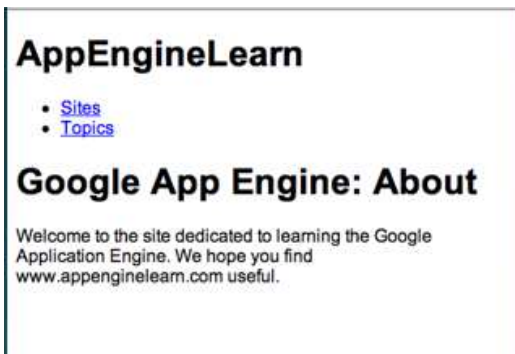 AppEngineLearn
Sites
Topics
Google App Engine: About
Welcome to the site dedicated to learning the Google
Application Engine. We hope you find
www.appenginelearn.com useful.